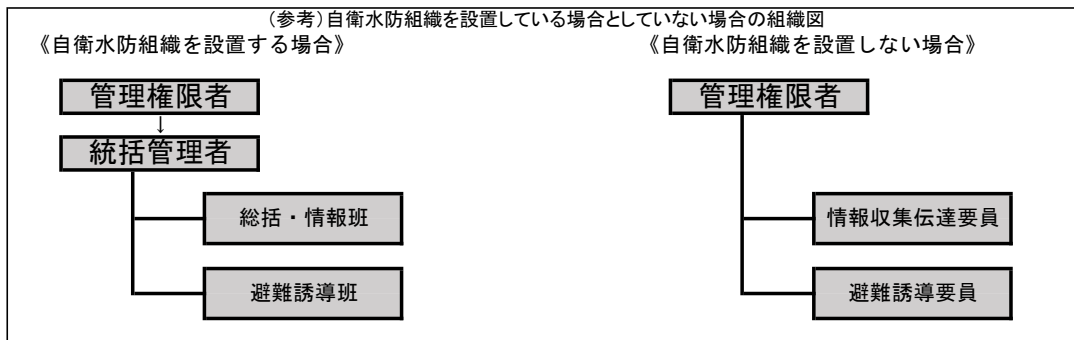 (参考)自衛水防組織を設置している場合としていない場合の組織図
《自衛水防組織を設置する場合》
管理権限者
↓
統括管理者
総括・情報班
避難誘導班
《自衛水防組織を設置しない場合》
管理権限者
情報収集伝達要員
避難誘導要員